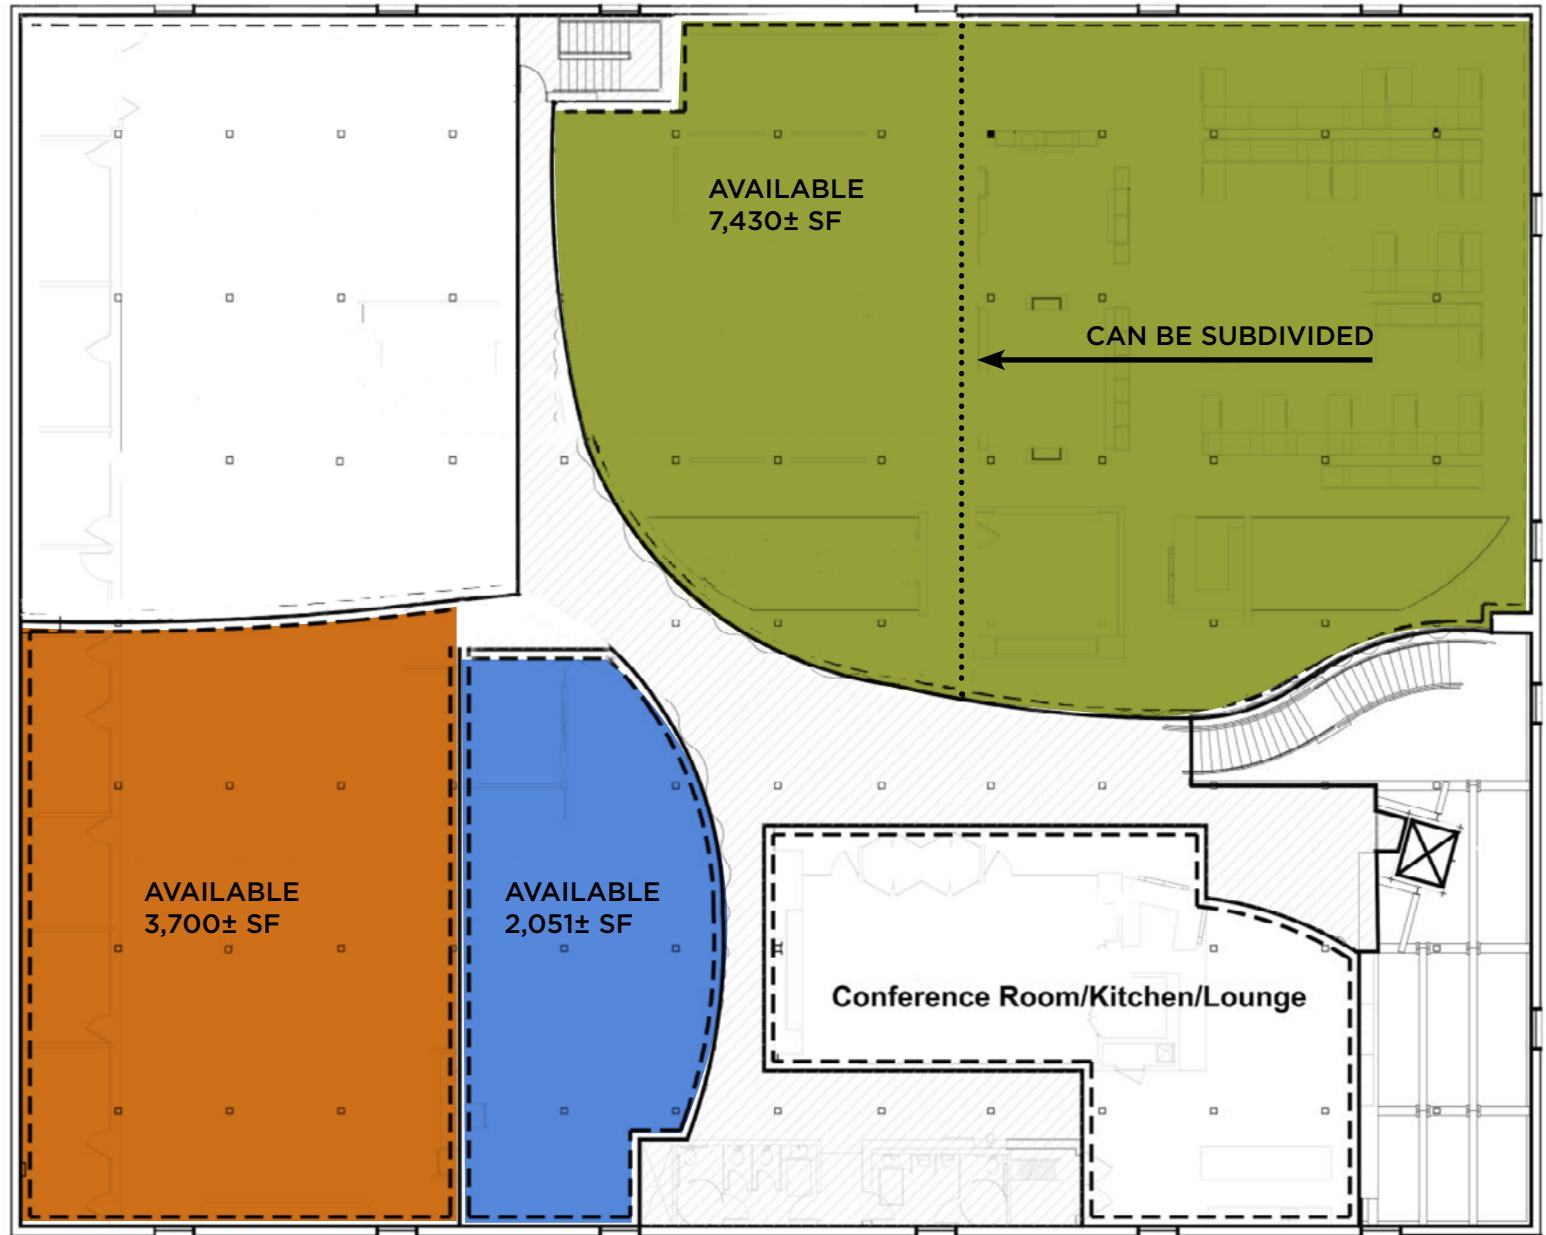 AVAILABLE
7,430± SF
CAN BE SUBDIVIDED
AVAILABLE
3,700± SF
AVAILABLE
2,051± SF
Conference Room/Kitchen/Lounge